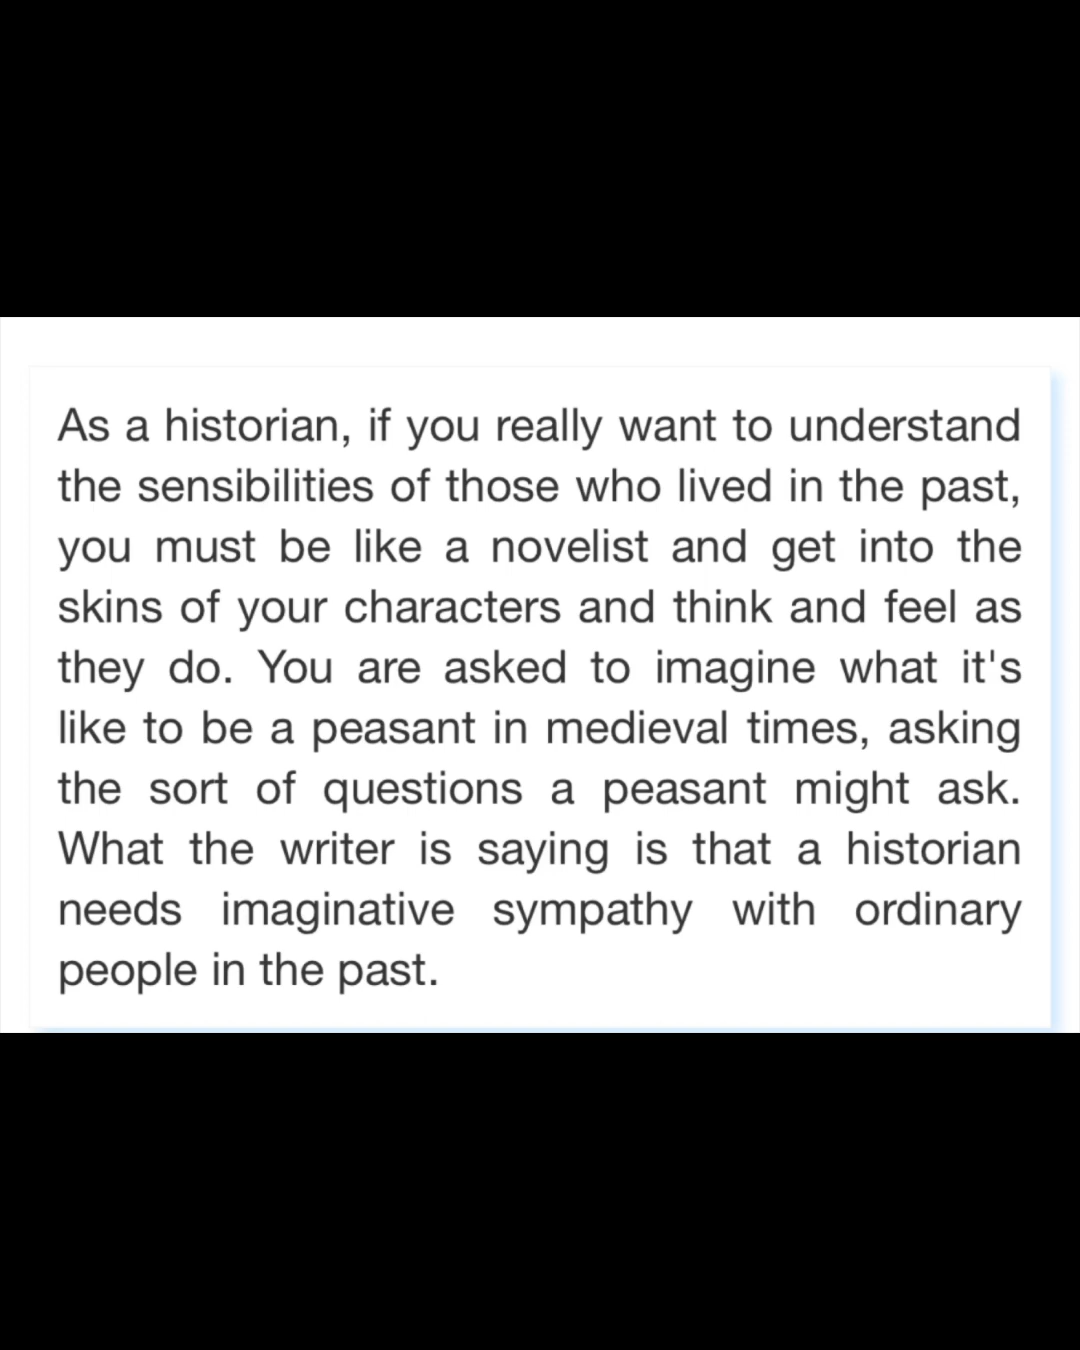 As a historian, if you really want to understand
the sensibilities of those who lived in the past,
you must be like a novelist and get into the
skins of your characters and think and feel as
they do. You are asked to imagine what it's
like to be a peasant in medieval times, asking
the sort of questions a peasant might ask.
What the writer is saying is that a historian
needs imaginative sympathy with ordinary
people in the past.